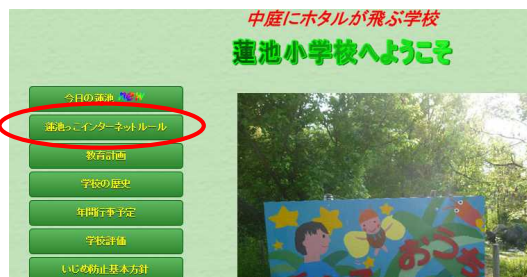 中庭にホタルが飛ぶ学校
蓮池小学校へようこそ
今日の蓮池 new
蓮池っこインターネットルール
教育計画
学校の歴史
年間行事予定
学校評価
いじめ防止基本方針